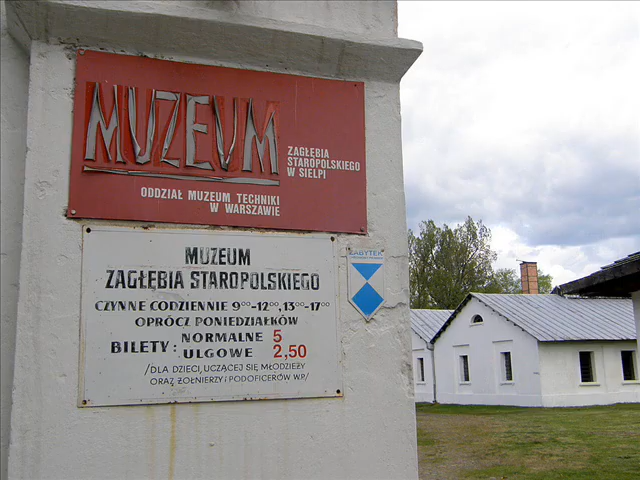 MUZEUM
ZAGŁĘBIA
STAROPOLSKIEGO
W SIELPI
ODDZIAŁ MUZEUM TECHNIKI
W WARSZAWIE
MUZEUM
ZAGŁĘBIA STAROPOLSKIEGO
CZYNNE CODZIENNIE 9⁰⁰-12⁰⁰,13⁰⁰-17⁰⁰
OPRÓCZ PONIEDZIAŁKÓW
BILETY: NORMALNE 5
ULGOWE 2,50
/DLA DZIECI, UCZĄCEJ SIĘ MŁODZIEŻY
ORAZ ŻOŁNIERZY I PODOFICERÓW W.P./
ZABYTEK